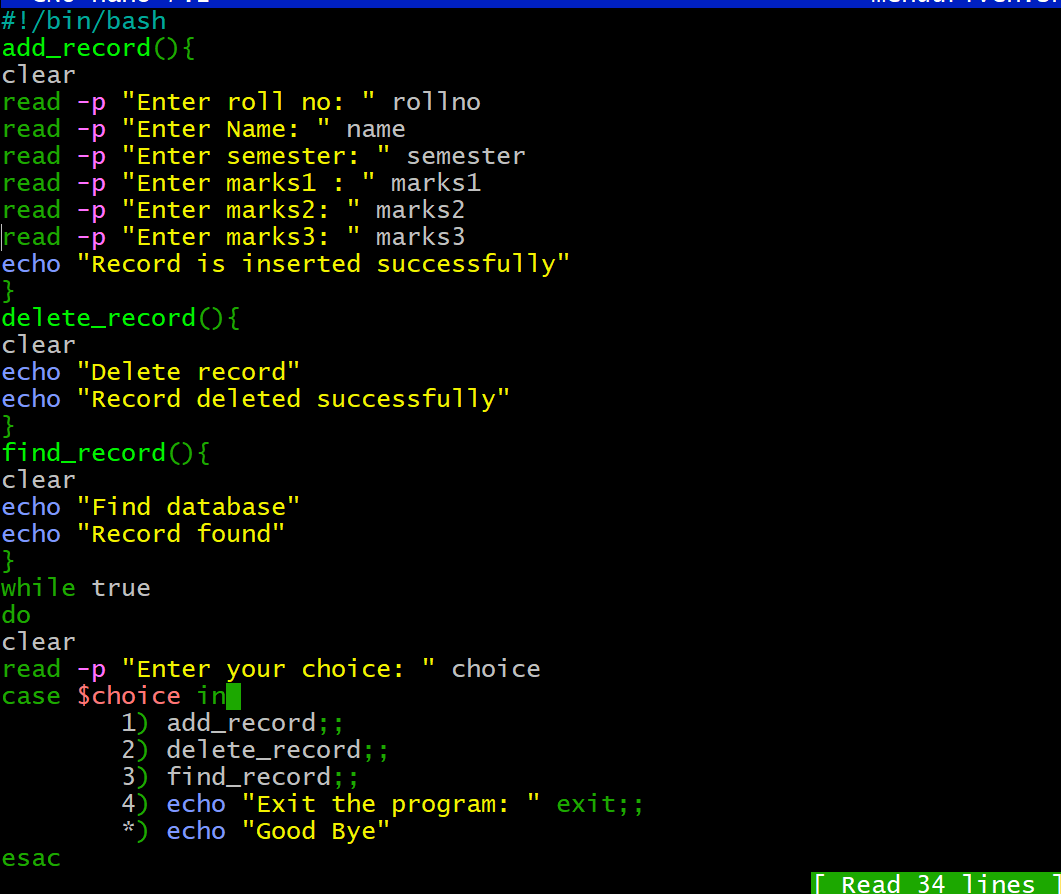 #!/bin/bash
add_record(){
clear
read -p "Enter roll no: " rollno
read -p "Enter Name: " name
read -p "Enter semester: " semester
read -p "Enter marks1 : " marks1
read -p "Enter marks2: " marks2
read -p "Enter marks3: " marks3
echo "Record is inserted successfully"
}
delete_record(){
clear
echo "Delete record"
echo "Record deleted successfully"
}
find_record(){
clear
echo "Find database"
echo "Record found"
}
while true
do
clear
read -p "Enter your choice: " choice
case $choice in
        1) add_record;;
        2) delete_record;;
        3) find_record;;
        4) echo "Exit the program: " exit;;
        *) echo "Good Bye"
esac
[ Read 34 lines ]